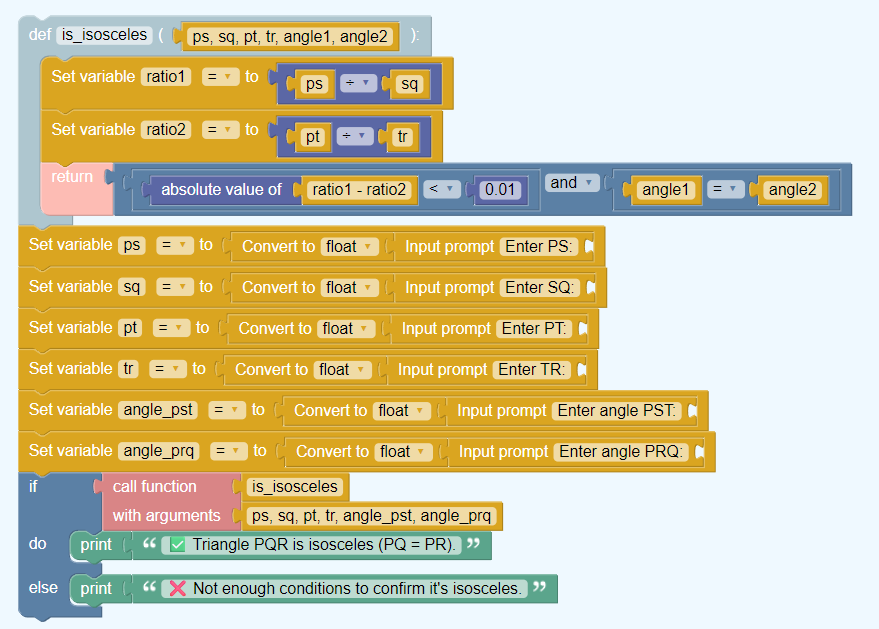 def is_isosceles ( ps, sq, pt, tr, angle1, angle2 ):
Set variable ratio1 = to ps ÷ sq
Set variable ratio2 = to pt ÷ tr
return absolute value of ratio1 - ratio2 < 0.01 and angle1 = angle2
Set variable ps = to Convert to float Input prompt Enter PS:
Set variable sq = to Convert to float Input prompt Enter SQ:
Set variable pt = to Convert to float Input prompt Enter PT:
Set variable tr = to Convert to float Input prompt Enter TR:
Set variable angle_pst = to Convert to float Input prompt Enter angle PST:
Set variable angle_prq = to Convert to float Input prompt Enter angle PRQ:
if call function is_isosceles
with arguments ps, sq, pt, tr, angle_pst, angle_prq
do print “ ✅ Triangle PQR is isosceles (PQ = PR). ”
else print “ ❌ Not enough conditions to confirm it's isosceles. ”